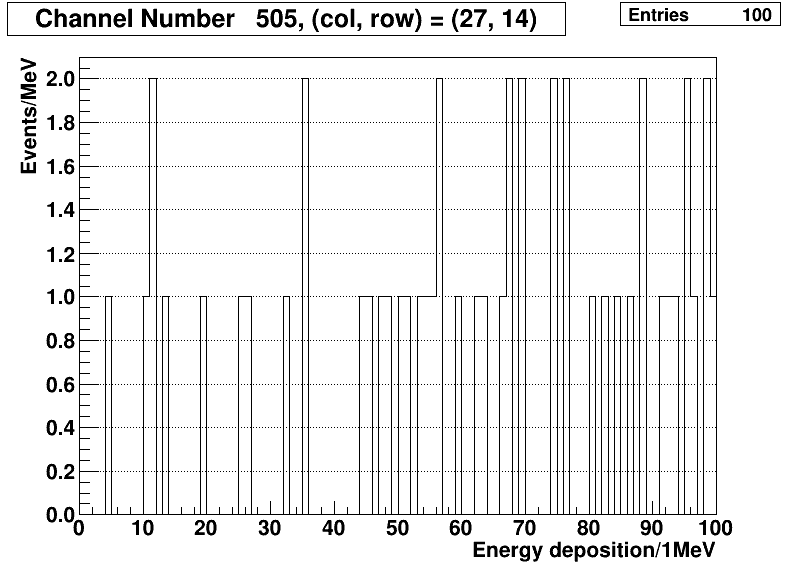 Channel Number 505, (col, row) = (27, 14)
Entries 100
Events/MeV
2.0
1.8
1.6
1.4
1.2
1.0
0.8
0.6
0.4
0.2
0.0
0 10 20 30 40 50 60 70 80 90 100
Energy deposition/1MeV